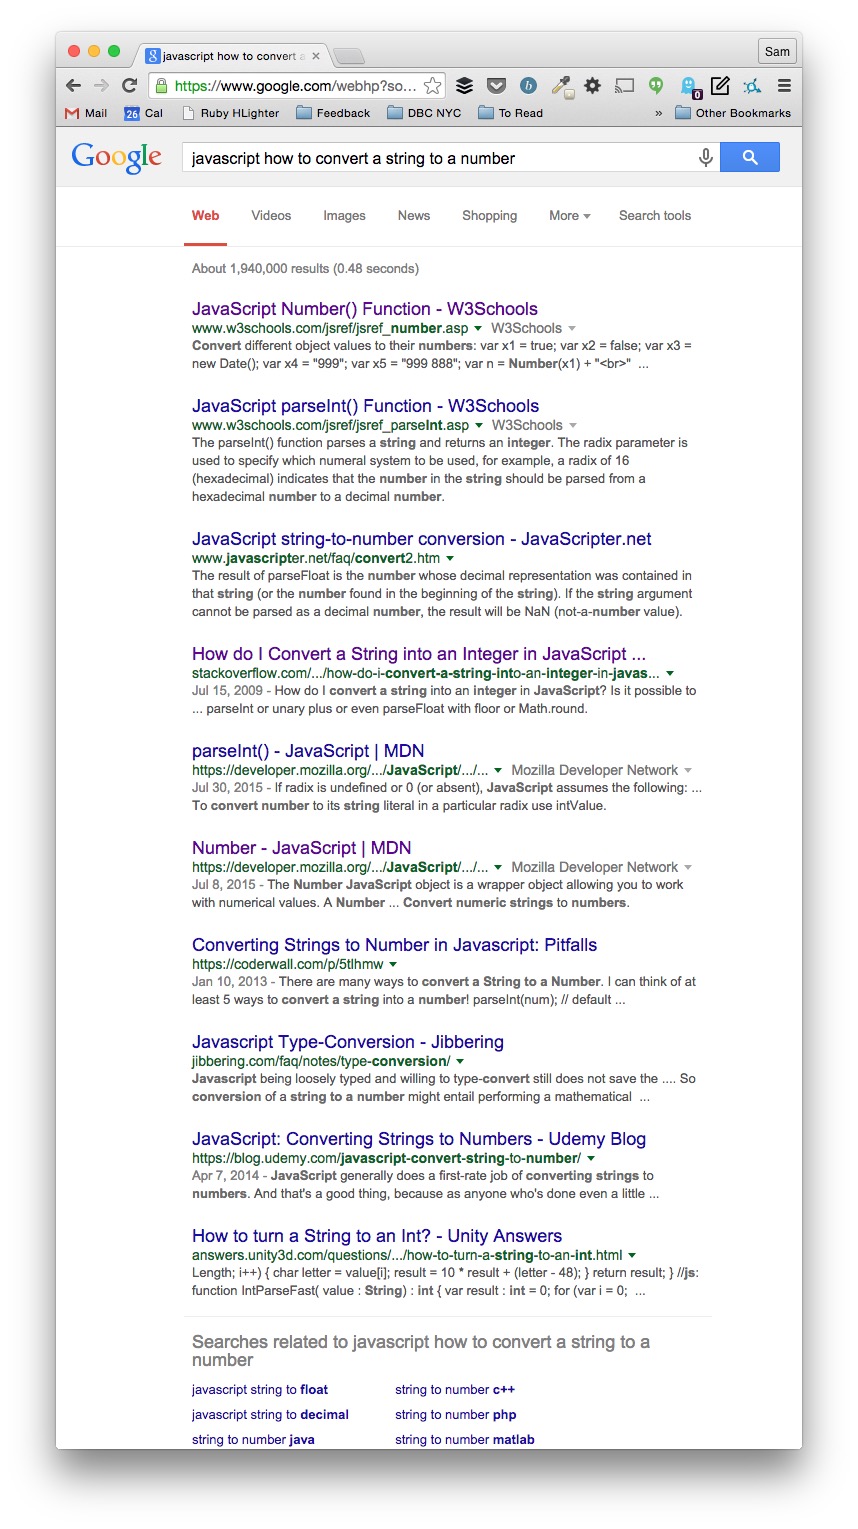 javascript how to convert a
Sam
https://www.google.com/webhp?so...
b
0
Mail 26 Cal Ruby HLighter Feedback DBC NYC To Read » Other Bookmarks
Google javascript how to convert a string to a number
Web Videos Images News Shopping More Search tools
About 1,940,000 results (0.48 seconds)
JavaScript Number() Function - W3Schools
www.w3schools.com/jsref/jsref_number.asp W3Schools
Convert different object values to their numbers: var x1 = true; var x2 = false; var x3 =
new Date(); var x4 = "999"; var x5 = "999 888"; var n = Number(x1) + "<br>" ...
JavaScript parseInt() Function - W3Schools
www.w3schools.com/jsref/jsref_parseInt.asp W3Schools
The parseInt() function parses a string and returns an integer. The radix parameter is
used to specify which numeral system to be used, for example, a radix of 16
(hexadecimal) indicates that the number in the string should be parsed from a
hexadecimal number to a decimal number.
JavaScript string-to-number conversion - JavaScripter.net
www.javascripter.net/faq/convert2.htm
The result of parseFloat is the number whose decimal representation was contained in
that string (or the number found in the beginning of the string). If the string argument
cannot be parsed as a decimal number, the result will be NaN (not-a-number value).
How do I Convert a String into an Integer in JavaScript ...
stackoverflow.com/.../how-do-i-convert-a-string-into-an-integer-in-javas...
Jul 15, 2009 - How do I convert a string into an integer in JavaScript? Is it possible to
... parseInt or unary plus or even parseFloat with floor or Math.round.
parseInt() - JavaScript | MDN
https://developer.mozilla.org/.../JavaScript/.../... Mozilla Developer Network
Jul 30, 2015 - If radix is undefined or 0 (or absent), JavaScript assumes the following: ...
To convert number to its string literal in a particular radix use intValue.
Number - JavaScript | MDN
https://developer.mozilla.org/.../JavaScript/.../... Mozilla Developer Network
Jul 8, 2015 - The Number JavaScript object is a wrapper object allowing you to work
with numerical values. A Number ... Convert numeric strings to numbers.
Converting Strings to Number in Javascript: Pitfalls
https://coderwall.com/p/5tlhmw
Jan 10, 2013 - There are many ways to convert a String to a Number. I can think of at
least 5 ways to convert a string into a number! parseInt(num); // default ...
Javascript Type-Conversion - Jibbering
jibbering.com/faq/notes/type-conversion/
Javascript being loosely typed and willing to type-convert still does not save the .... So
conversion of a string to a number might entail performing a mathematical ...
JavaScript: Converting Strings to Numbers - Udemy Blog
https://blog.udemy.com/javascript-convert-string-to-number/
Apr 7, 2014 - JavaScript generally does a first-rate job of converting strings to
numbers. And that's a good thing, because as anyone who's done even a little ...
How to turn a String to an Int? - Unity Answers
answers.unity3d.com/questions/.../how-to-turn-a-string-to-an-int.html
Length; i++) { char letter = value[i]; result = 10 * result + (letter - 48); } return result; } //js:
function IntParseFast( value : String) : int { var result : int = 0; for (var i = 0; ...
Searches related to javascript how to convert a string to a
number
javascript string to float string to number c++
javascript string to decimal string to number php
string to number java string to number matlab